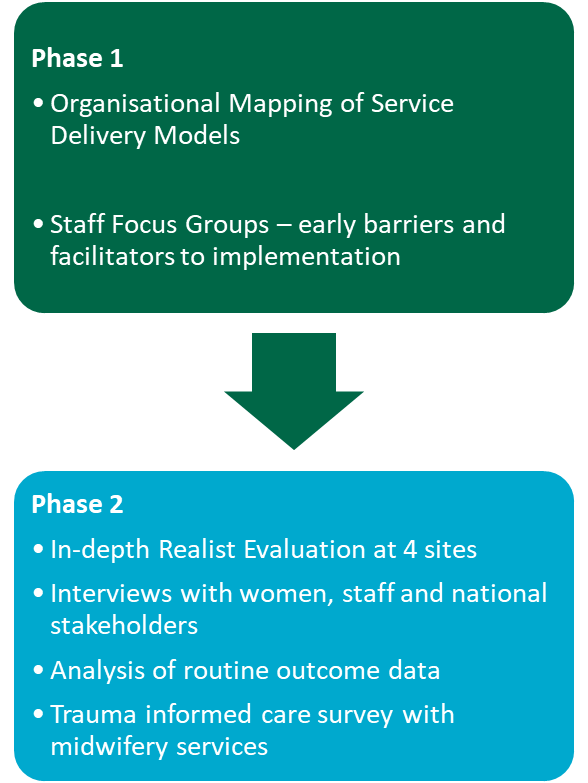 Phase 1
• Organisational Mapping of Service
Delivery Models
• Staff Focus Groups – early barriers and
facilitators to implementation
Phase 2
• In-depth Realist Evaluation at 4 sites
• Interviews with women, staff and national
stakeholders
• Analysis of routine outcome data
• Trauma informed care survey with
midwifery services